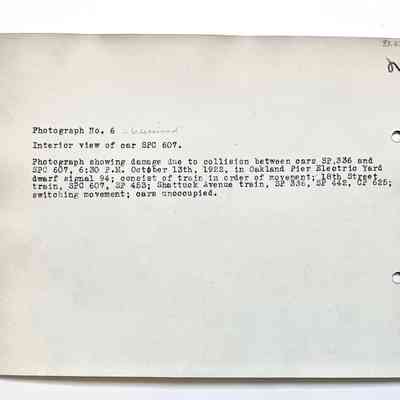 Photograph No. 6
Interior view of car SPC 607.
Photograph showing damage due to collision between cars SP.336 and
SPC 607, 6:30 P.M. October 13th, 1922, in Oakland Pier Electric Yard
dwarf signal 94; consist of train in order of movement; 18th Street
train, SPC 607, SP 453; Shattuck Avenue train, SP 336, SP 442, CP 625;
switching movement; cars unoccupied.